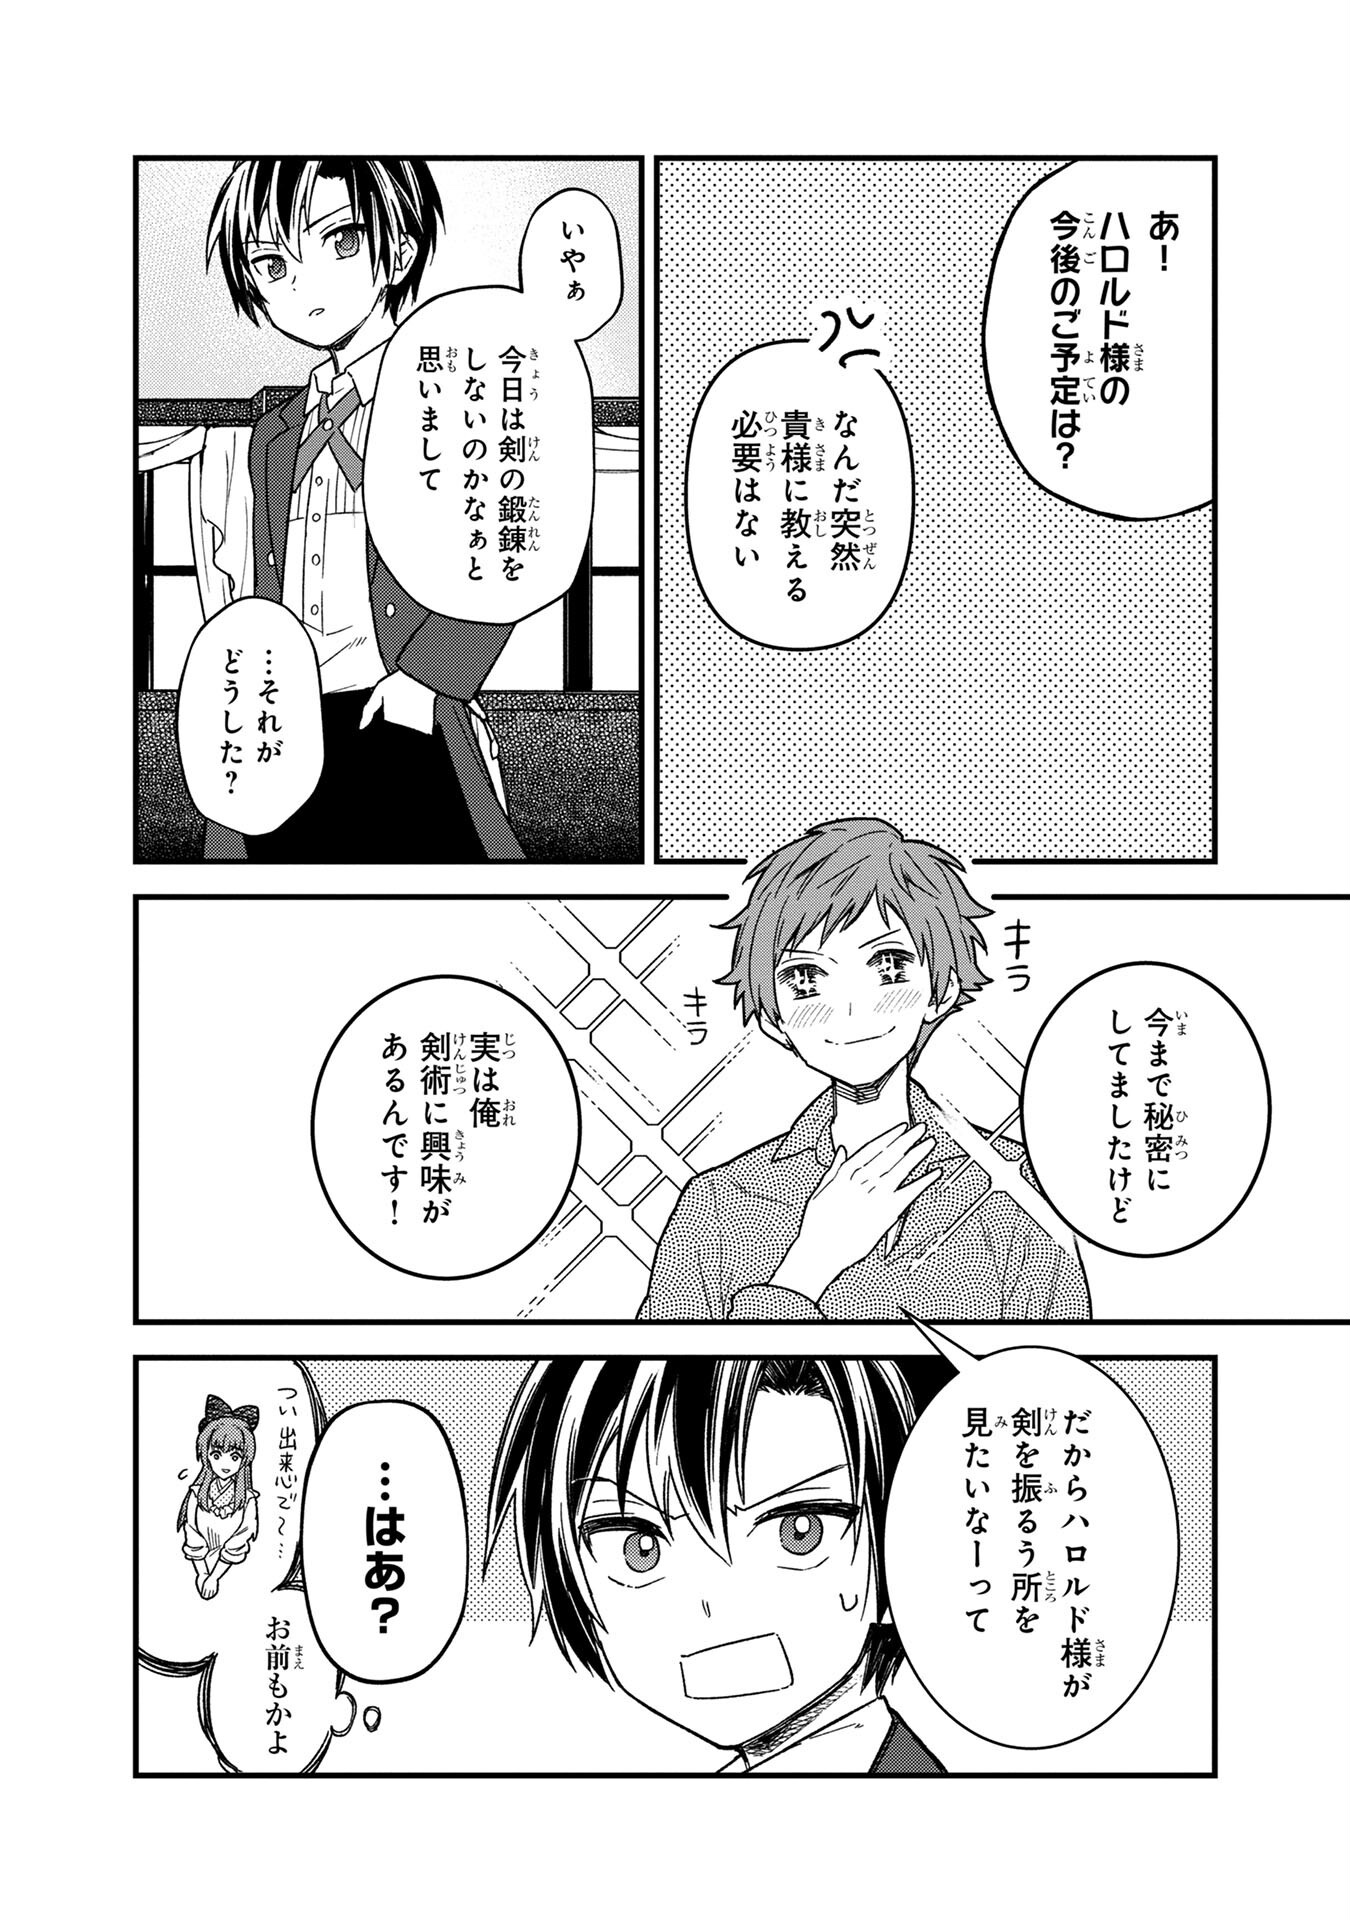 あ！
ハロルド様の
今後のご予定は？
なんだ突然
貴様に教える
必要はない
いやぁ
今日は剣の鍛錬を
しないのかなぁと
思いまして
…それが
どうした？
今まで秘密に
してましたけど
キラ
キラ
実は俺
剣術に興味が
あるんです！
だからハロルド様が
剣を振るう所を
見たいなーって
…はあ？
つい出来心で〜…
お前もかよ